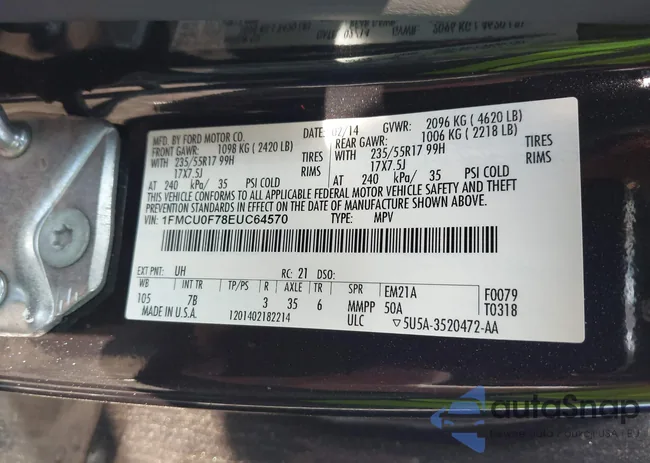 MFD. BY FORD MOTOR CO.
DATE: 02/14
GVWR: 2096 KG ( 4620 LB)
FRONT GAWR: 1098 KG ( 2420 LB)
REAR GAWR: 1006 KG ( 2218 LB)
WITH 235/55R17 99H TIRES
17X7.5J RIMS
WITH 235/55R17 99H TIRES
17X7.5J RIMS
AT 240 kPa/ 35 PSI COLD
AT 240 kPa/ 35 PSI COLD
THIS VEHICLE CONFORMS TO ALL APPLICABLE FEDERAL MOTOR VEHICLE SAFETY AND THEFT
PREVENTION STANDARDS IN EFFECT ON THE DATE OF MANUFACTURE SHOWN ABOVE.
VIN: 1FMCU0F78EUC64570
TYPE: MPV
EXT PNT: UH RC: 21 DSO:
WB INT TR TP/PS R AXLE TR SPR EM21A F0079
105 7B 3 35 6 MMPP 50A T0318
MADE IN U.S.A. 1201402182214 ULC ▽5U5A-3520472-AA
autoSnap